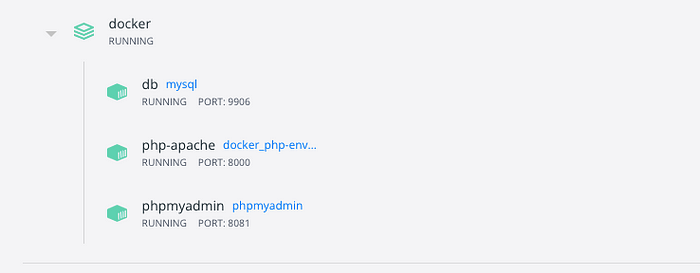 docker
RUNNING
db mysql
RUNNING PORT: 9906
php-apache docker_php-env...
RUNNING PORT: 8000
phpmyadmin phpmyadmin
RUNNING PORT: 8081